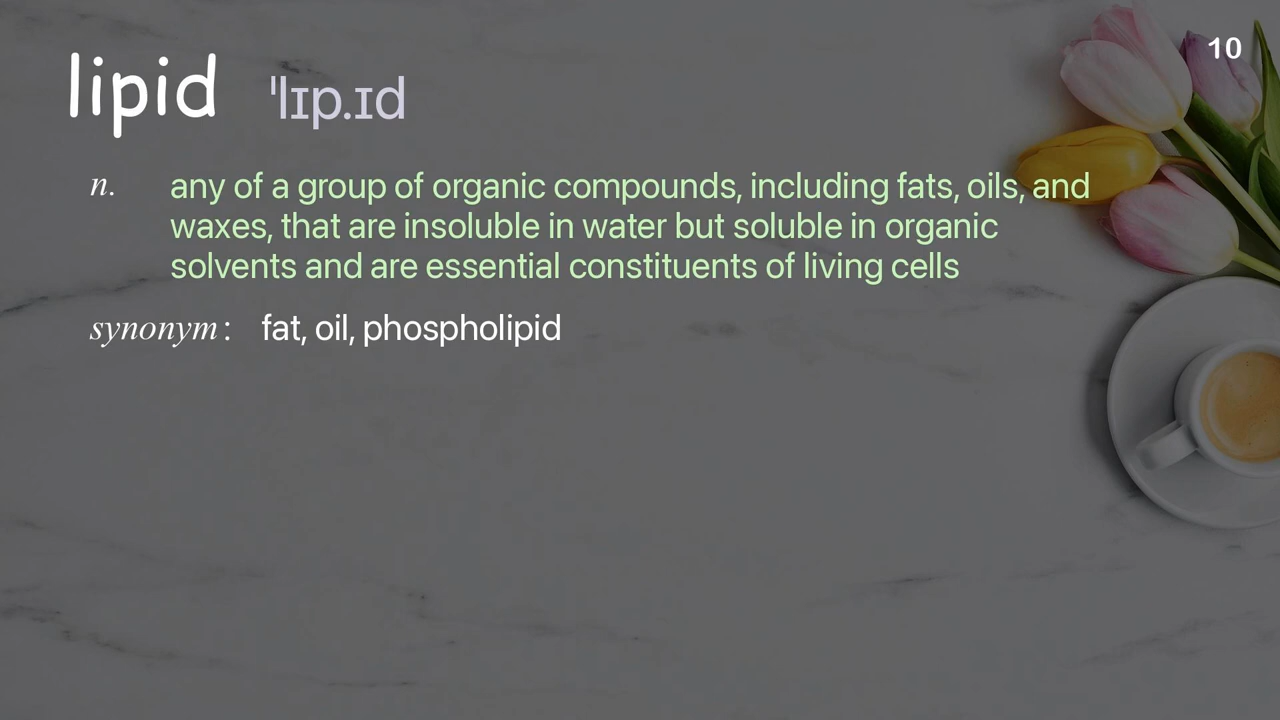 10
lipid ˈlɪp.ɪd
n. any of a group of organic compounds, including fats, oils, and
waxes, that are insoluble in water but soluble in organic
solvents and are essential constituents of living cells
synonym: fat, oil, phospholipid